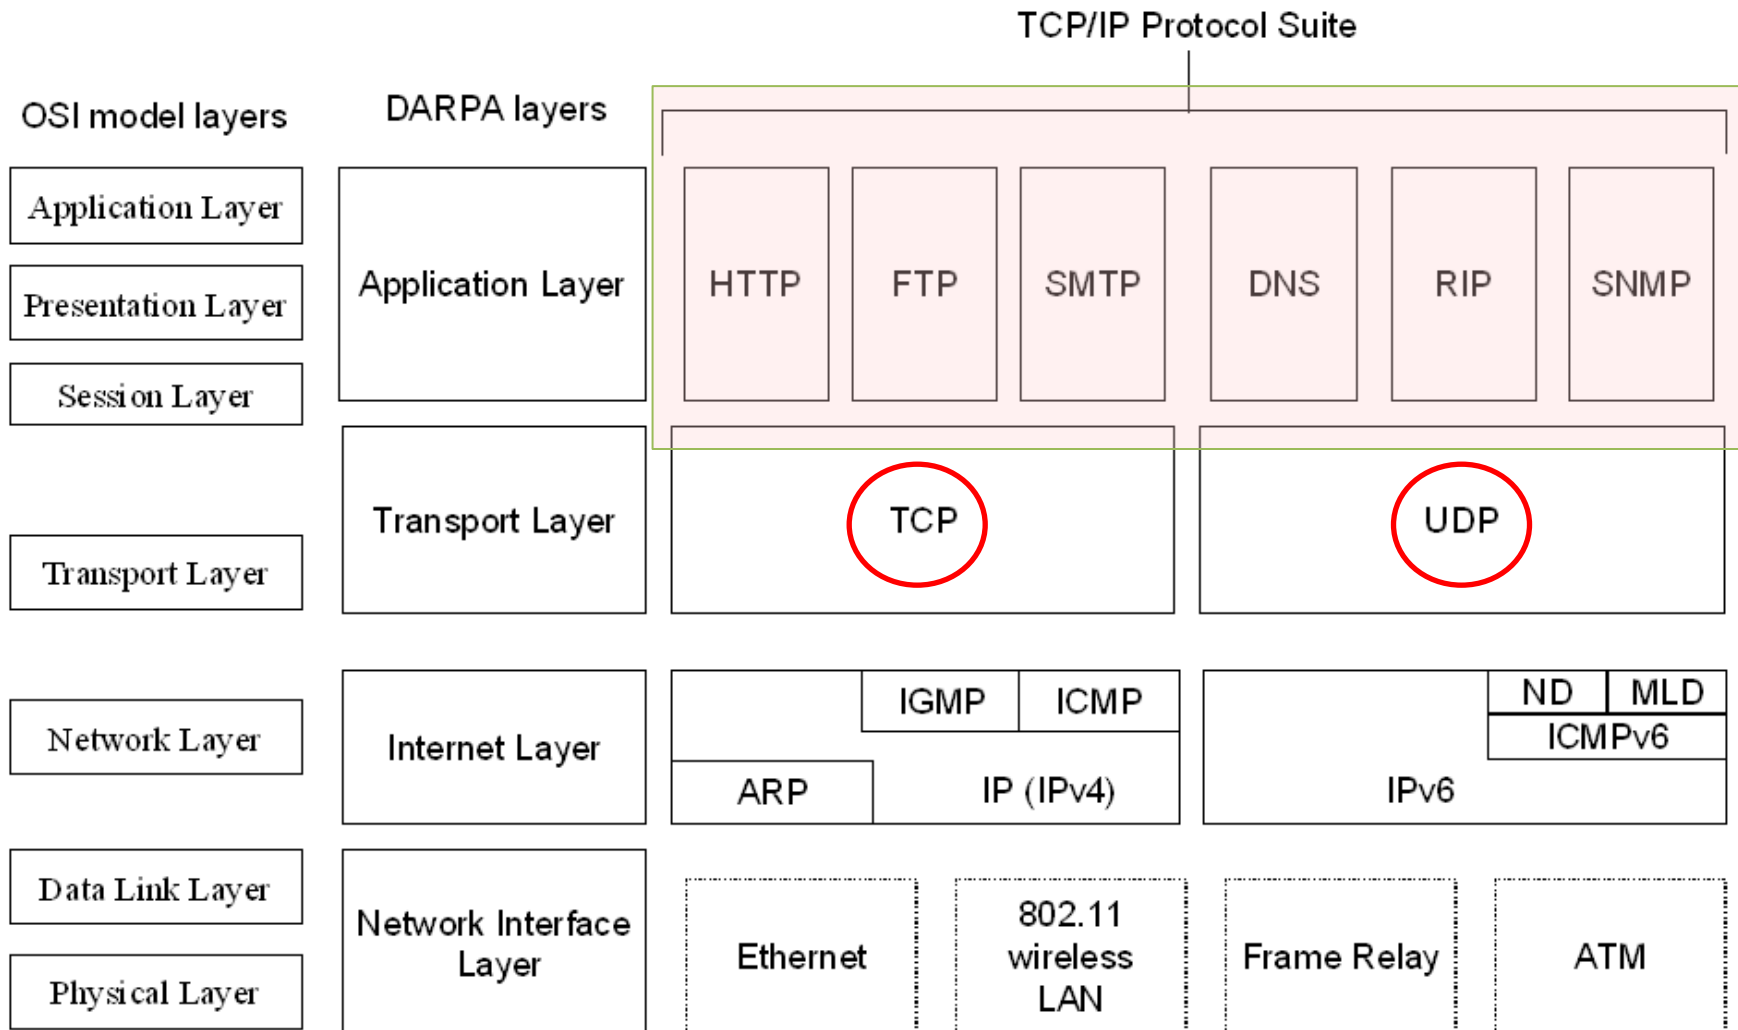 TCP/IP Protocol Suite
OSI model layers
DARPA layers
Application Layer
Presentation Layer
Session Layer
Transport Layer
Network Layer
Data Link Layer
Physical Layer
Application Layer
Transport Layer
Internet Layer
Network Interface
Layer
HTTP
FTP
SMTP
DNS
RIP
SNMP
TCP
UDP
IGMP
ICMP
ARP
IP (IPv4)
ND
MLD
ICMPv6
IPv6
Ethernet
802.11
wireless
LAN
Frame Relay
ATM